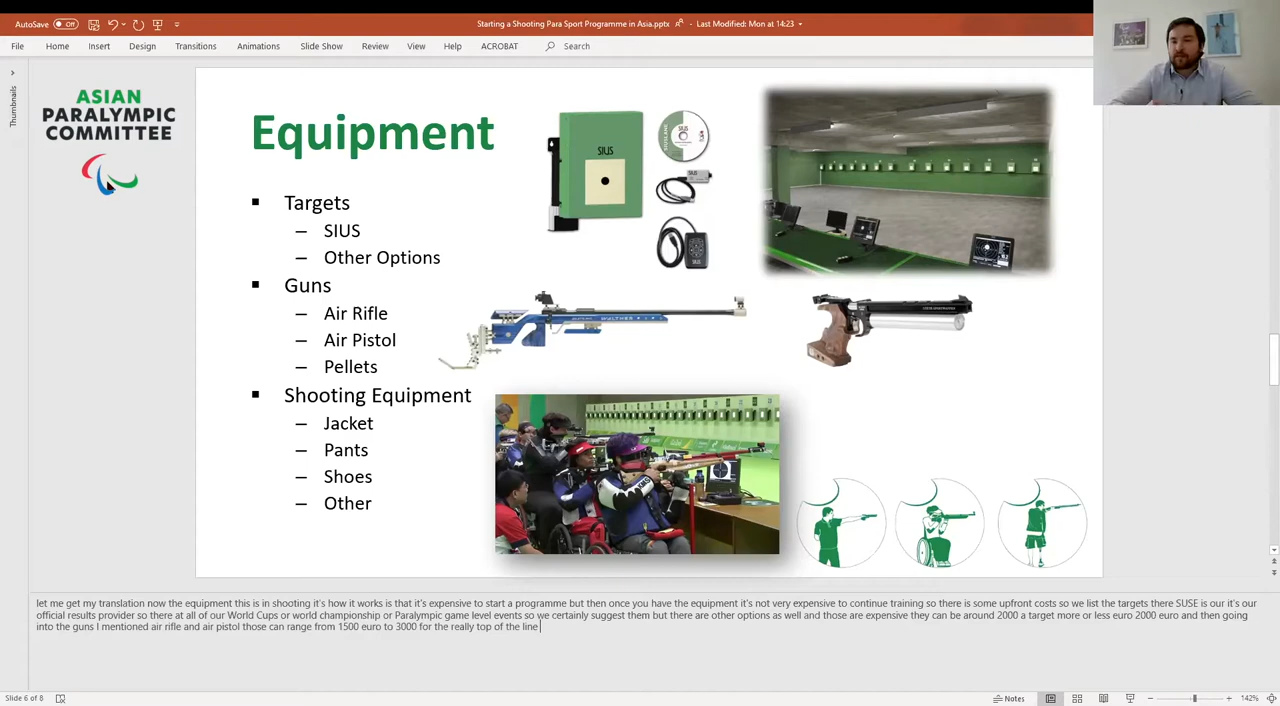 AutoSave Off
Starting a Shooting Para Sport Programme in Asia.pptx - Last Modified: Mon at 14:23
File Home Insert Design Transitions Animations Slide Show Review View Help ACROBAT Search
Thumbnails
ASIAN
PARALYMPIC
COMMITTEE
Equipment
Targets
– SIUS
– Other Options
Guns
– Air Rifle
– Air Pistol
– Pellets
Shooting Equipment
– Jacket
– Pants
– Shoes
– Other
SIUS
SIUS
WALTHER
let me get my translation now the equipment this is in shooting it's how it works is that it's expensive to start a programme but then once you have the equipment it's not very expensive to continue training so there is some upfront costs so we list the targets there SUSE is our it's our
official results provider so there at all of our World Cups or world championship or Paralympic game level events so we certainly suggest them but there are other options as well and those are expensive they can be around 2000 a target more or less euro 2000 euro and then going
into the guns I mentioned air rifle and air pistol those can range from 1500 euro to 3000 for the really top of the line
Slide 6 of 8
Notes
142%